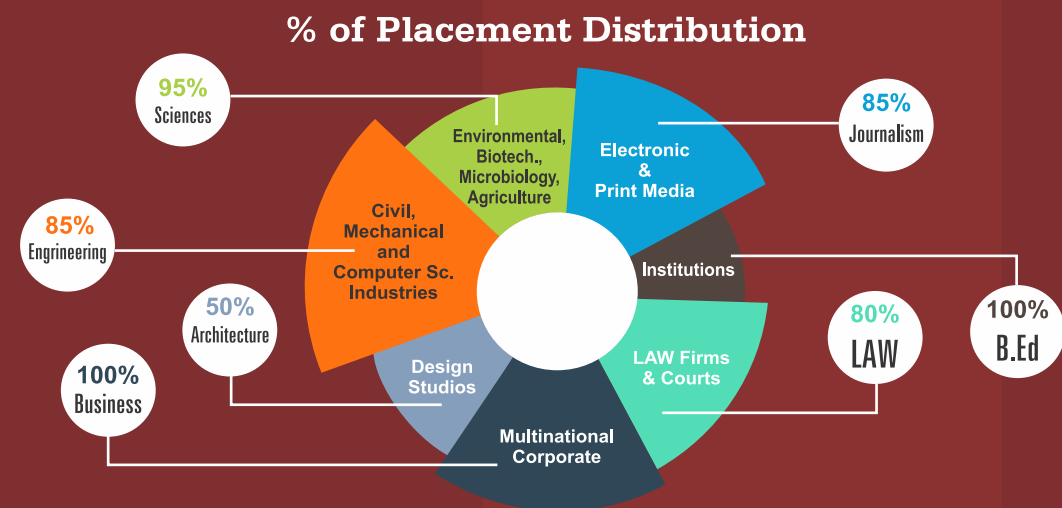 % of Placement Distribution
95%
Sciences
Environmental,
Biotech.,
Microbiology,
Agriculture
Electronic
&
Print Media
85%
Journalism
85%
Engrineering
Civil,
Mechanical
and
Computer Sc.
Industries
Institutions
100%
B.Ed
50%
Architecture
Design
Studios
LAW Firms
& Courts
80%
LAW
100%
Business
Multinational
Corporate